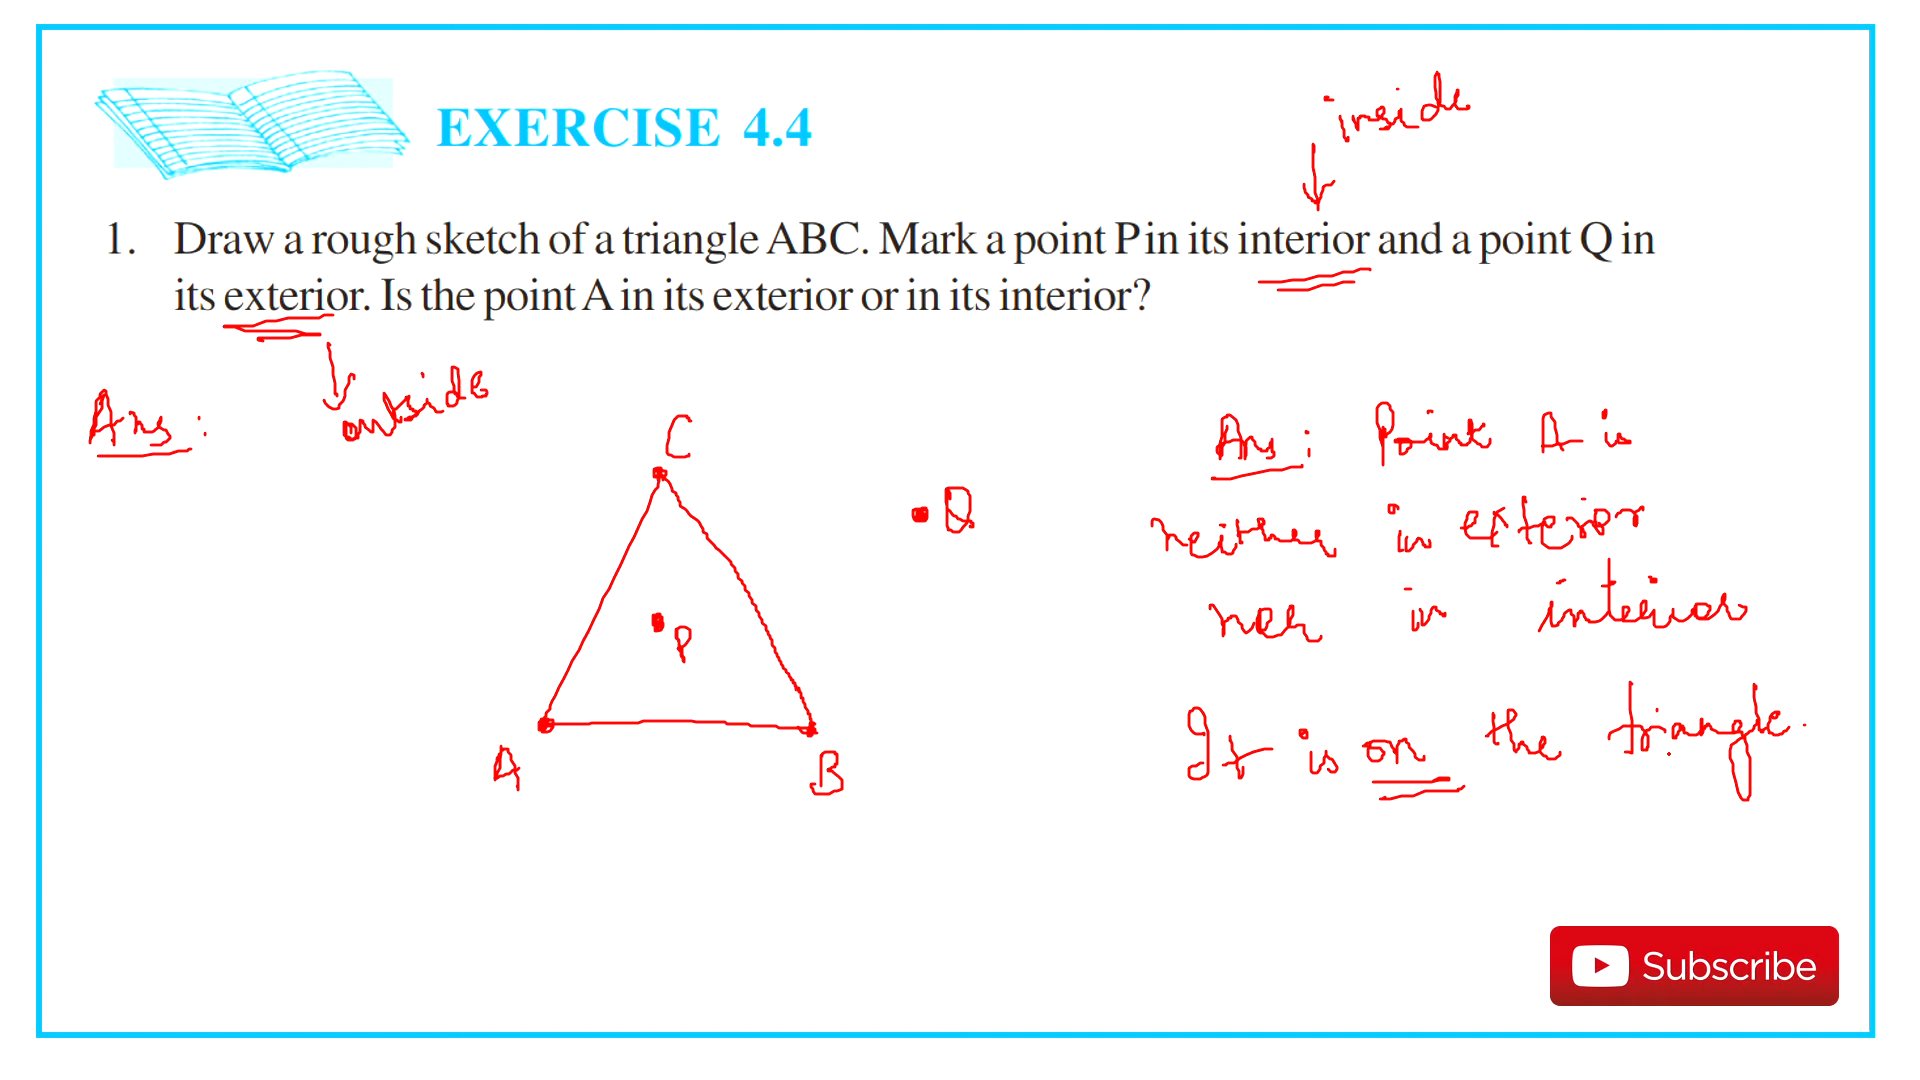 EXERCISE 4.4
inside
1. Draw a rough sketch of a triangle ABC. Mark a point P in its interior and a point Q in
its exterior. Is the point A in its exterior or in its interior?
outside
Ans:
C
Q
P
A
B
Ans: Point A is
neither in exterior
nor in interior
It is on the triangle.
Subscribe